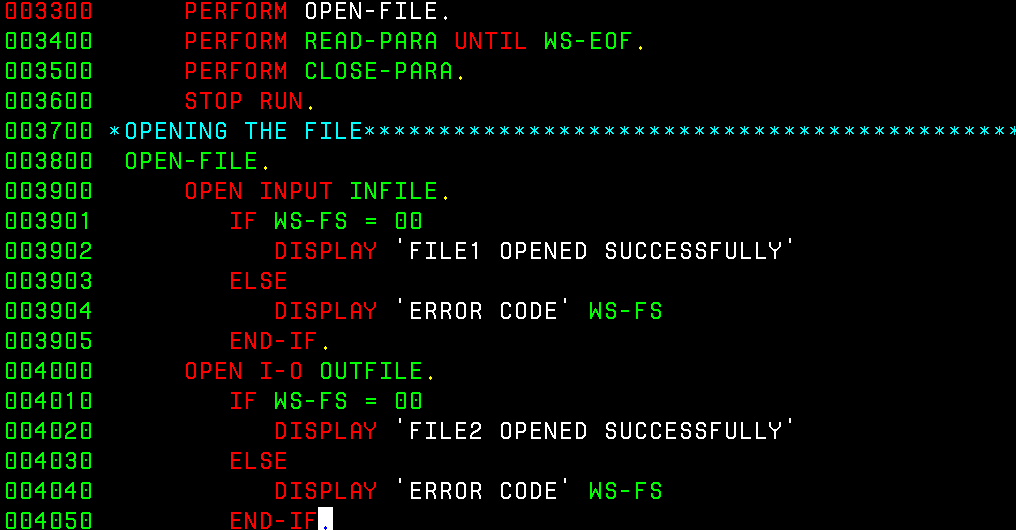 003300      PERFORM OPEN-FILE.
003400      PERFORM READ-PARA UNTIL WS-EOF.
003500      PERFORM CLOSE-PARA.
003600      STOP RUN.
003700 *OPENING THE FILE********************************************
003800  OPEN-FILE.
003900      OPEN INPUT INFILE.
003901         IF WS-FS = 00
003902            DISPLAY 'FILE1 OPENED SUCCESSFULLY'
003903         ELSE
003904            DISPLAY 'ERROR CODE' WS-FS
003905         END-IF.
004000      OPEN I-O OUTFILE.
004010         IF WS-FS = 00
004020            DISPLAY 'FILE2 OPENED SUCCESSFULLY'
004030         ELSE
004040            DISPLAY 'ERROR CODE' WS-FS
004050         END-IF.